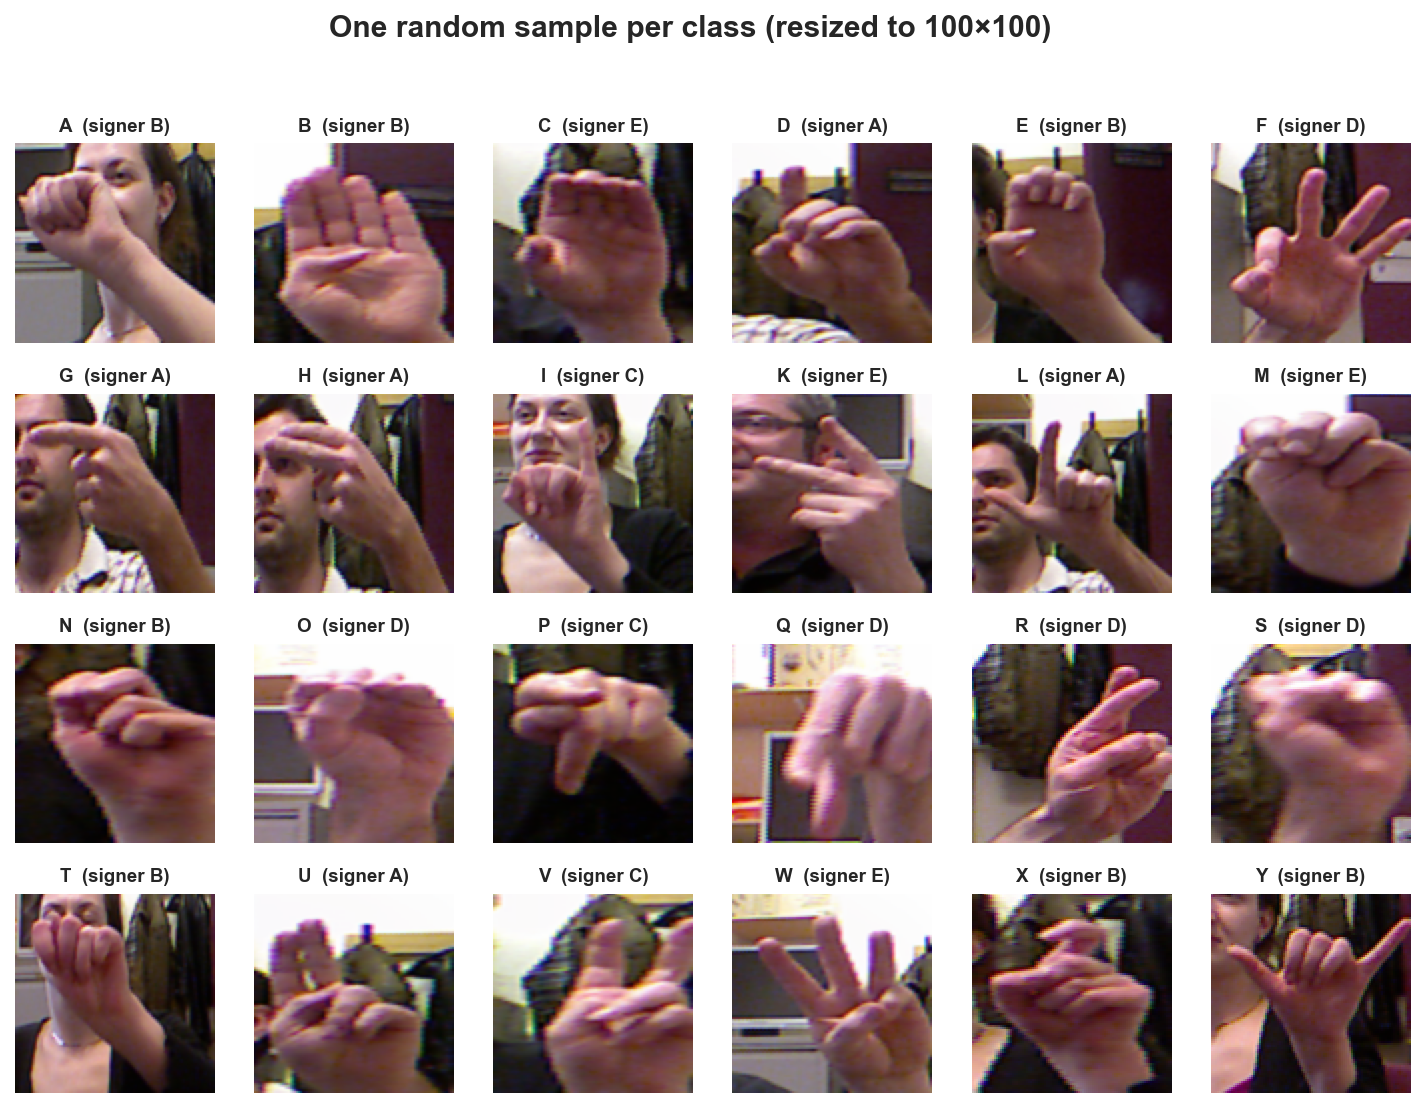 One random sample per class (resized to 100×100)
A (signer B) B (signer B) C (signer E) D (signer A) E (signer B) F (signer D)
G (signer A) H (signer A) I (signer C) K (signer E) L (signer A) M (signer E)
N (signer B) O (signer D) P (signer C) Q (signer D) R (signer D) S (signer D)
T (signer B) U (signer A) V (signer C) W (signer E) X (signer B) Y (signer B)